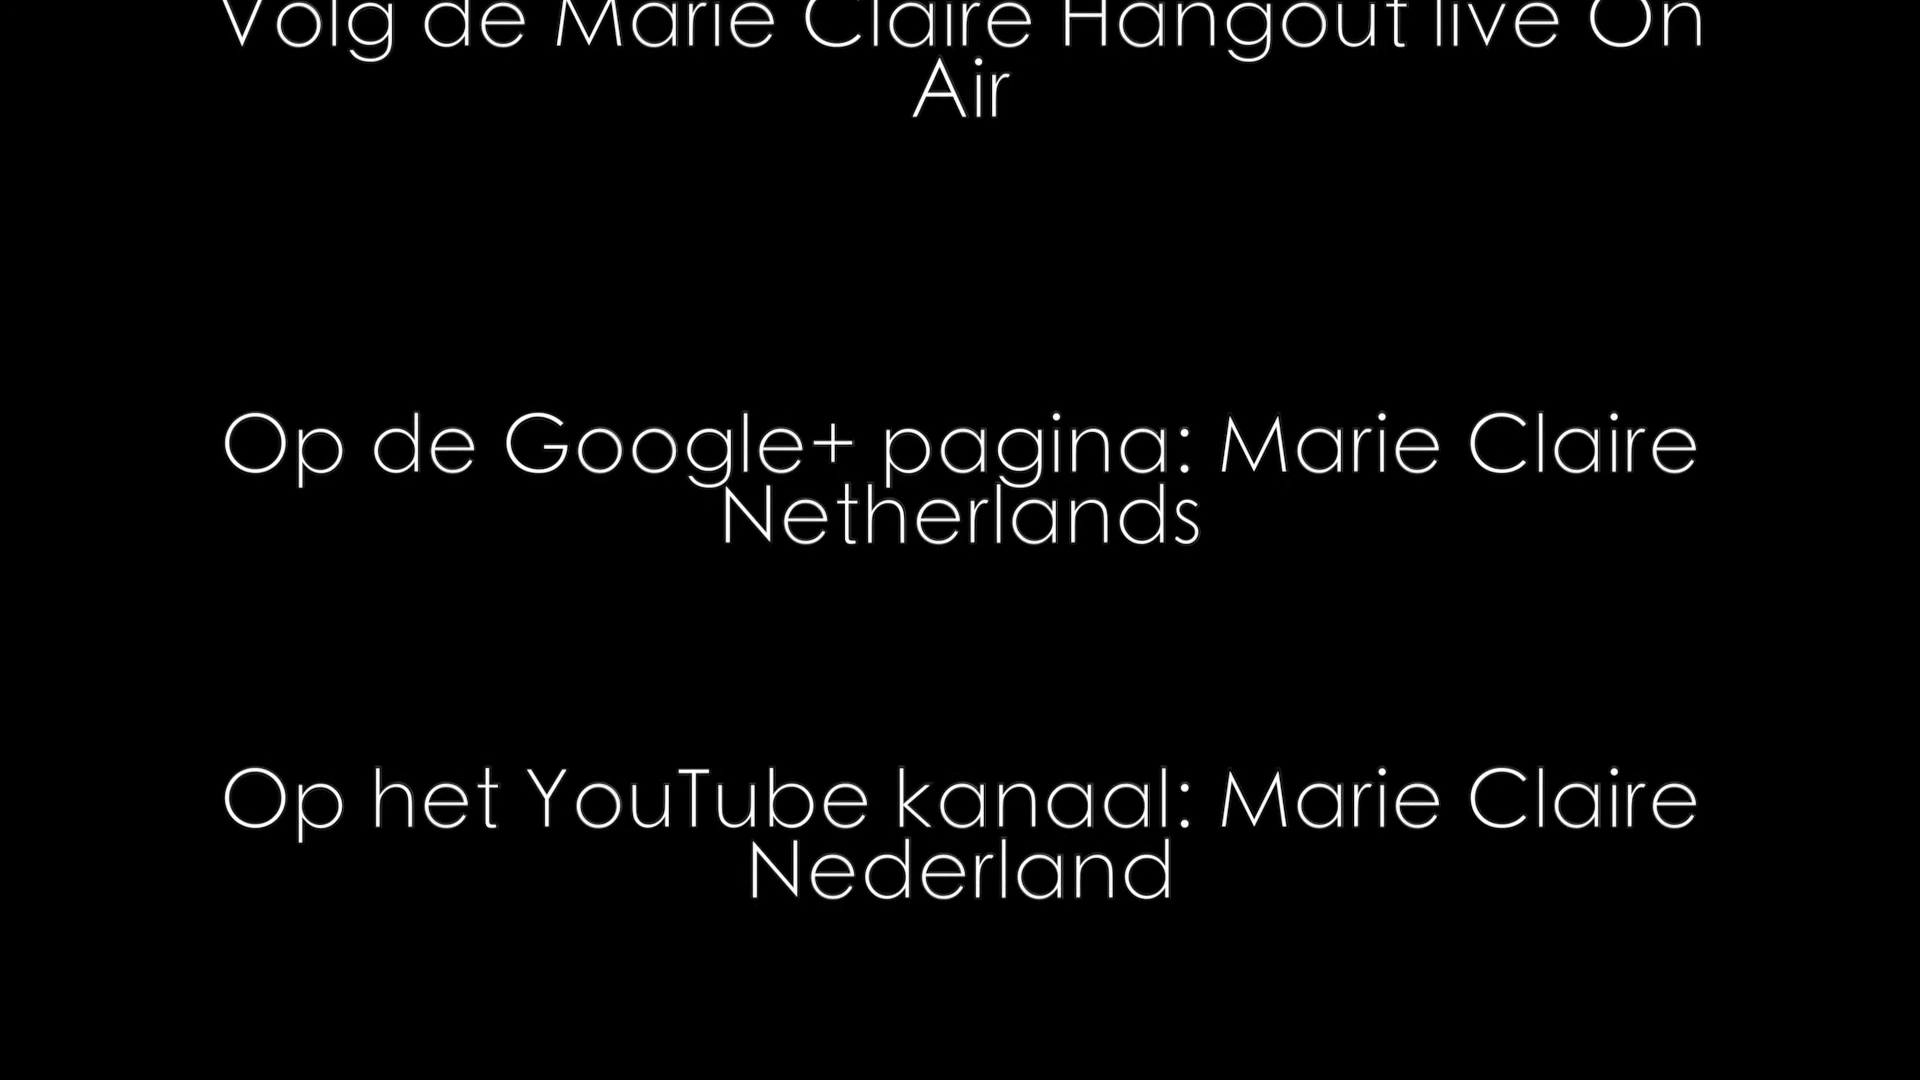 Volg de Marie Claire Hangout live On
Air
Op de Google+ pagina: Marie Claire
Netherlands
Op het YouTube kanaal: Marie Claire
Nederland